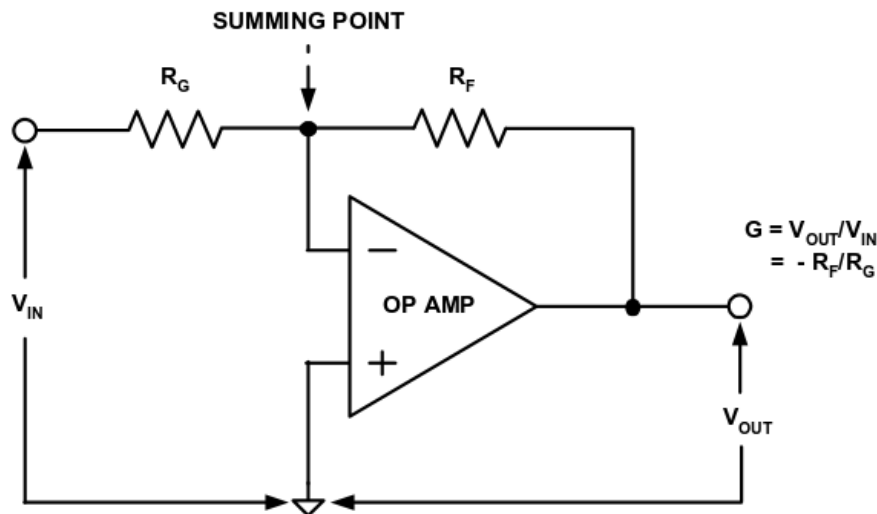 SUMMING POINT
R_G
R_F
G = V_OUT/V_IN
= - R_F/R_G
−
OP AMP
V_IN
+
V_OUT